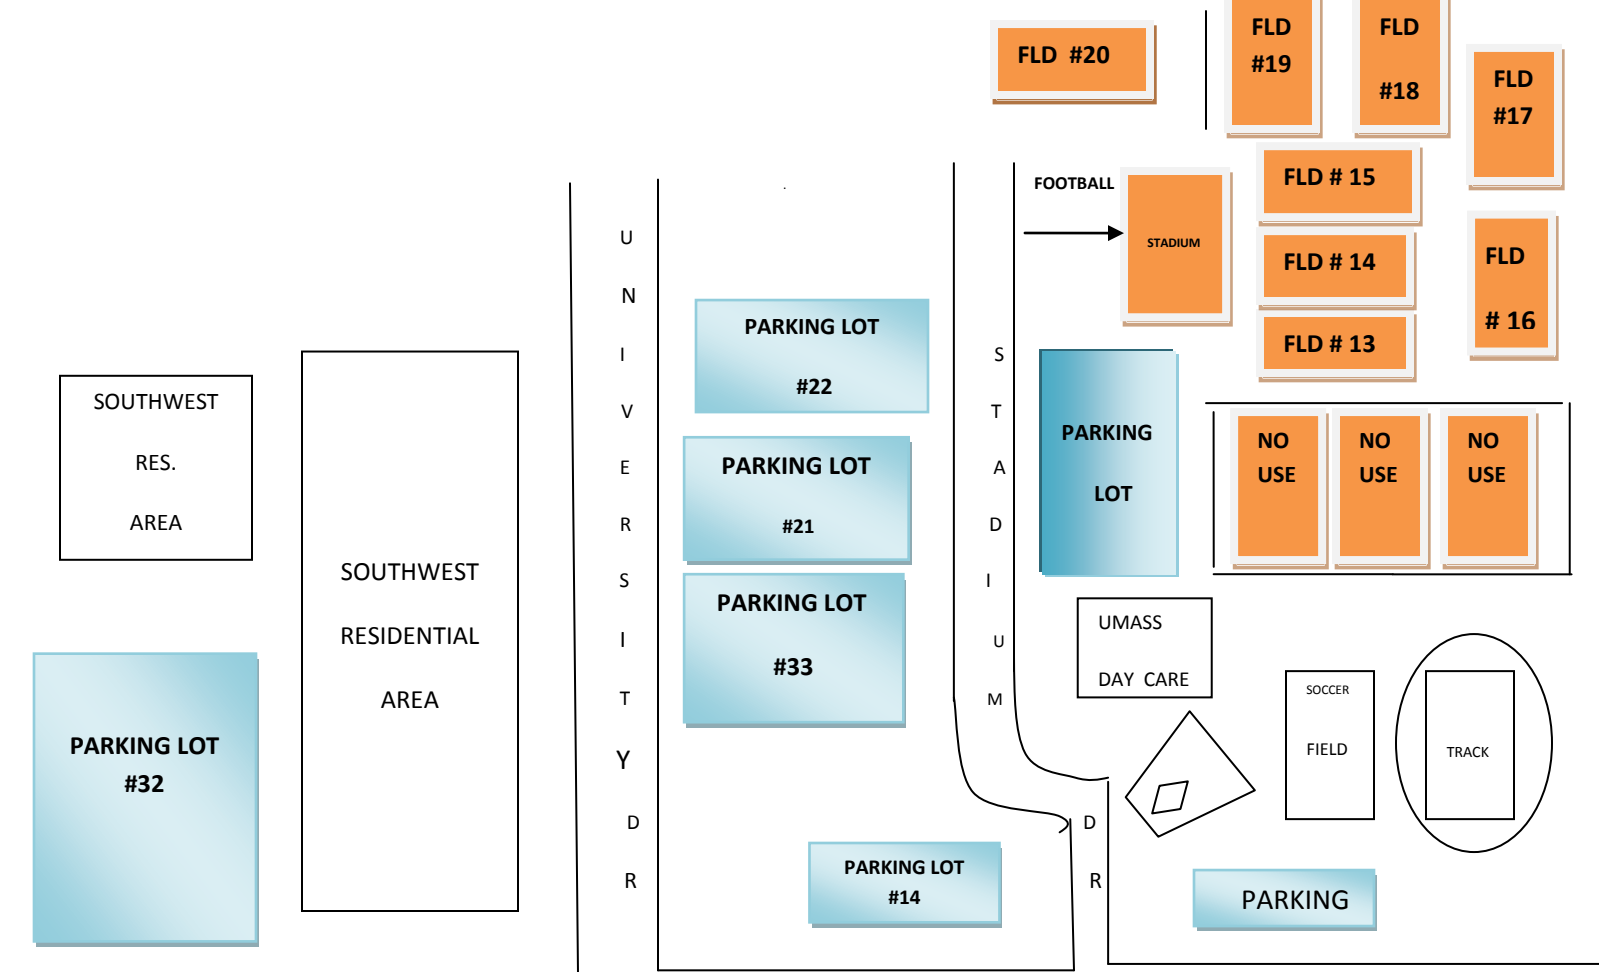 FLD #20
FLD
#19
FLD
#18
FLD
#17
FOOTBALL
STADIUM
FLD # 15
FLD # 14
FLD # 13
FLD
# 16
U
N
I
V
E
R
S
I
T
Y
D
R
PARKING LOT
#22
PARKING LOT
#21
PARKING LOT
#33
S
T
A
D
I
U
M
D
R
PARKING
LOT
NO
USE
NO
USE
NO
USE
SOUTHWEST
RES.
AREA
SOUTHWEST
RESIDENTIAL
AREA
PARKING LOT
#32
UMASS
DAY CARE
SOCCER
FIELD
TRACK
PARKING LOT
#14
PARKING